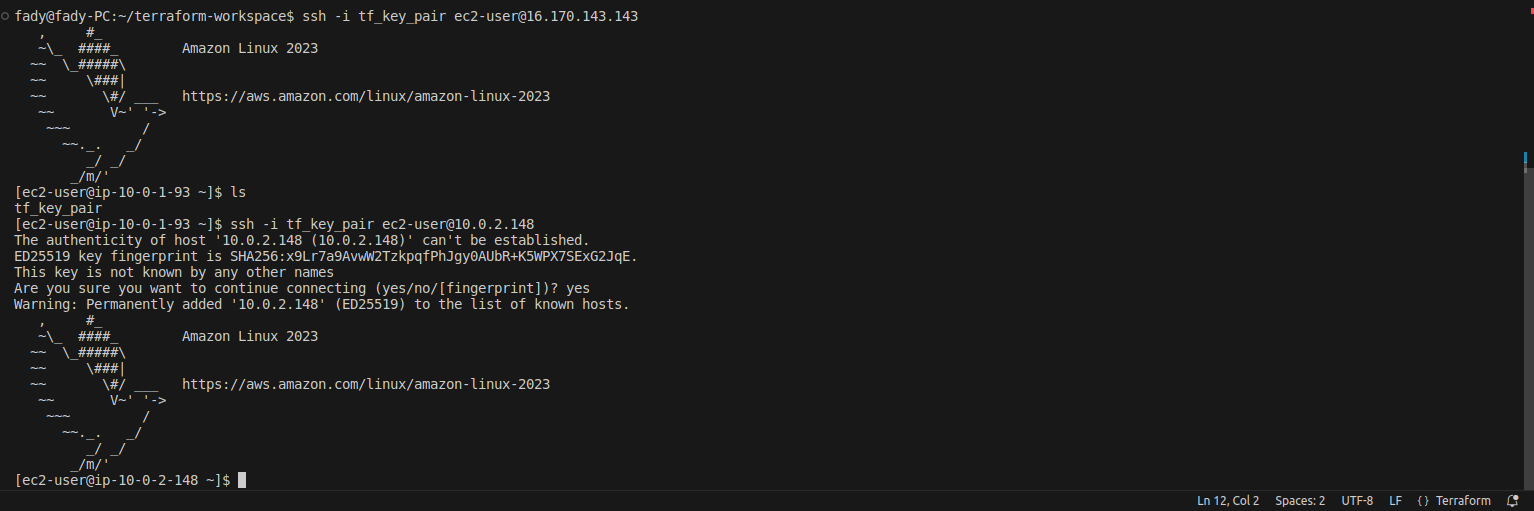 fady@fady-PC:~/terraform-workspace$ ssh -i tf_key_pair ec2-user@16.170.143.143
   ,     #_
   ~\_  ####_        Amazon Linux 2023
  ~~  \_#####\
  ~~     \###|
  ~~       \#/ ___   https://aws.amazon.com/linux/amazon-linux-2023
   ~~       V~' '->
    ~~~         /
      ~~._.   _/
         _/ _/
       _/m/'
[ec2-user@ip-10-0-1-93 ~]$ ls
tf_key_pair
[ec2-user@ip-10-0-1-93 ~]$ ssh -i tf_key_pair ec2-user@10.0.2.148
The authenticity of host '10.0.2.148 (10.0.2.148)' can't be established.
ED25519 key fingerprint is SHA256:x9Lr7a9AvwW2TzkpqfPhJgy0AUbR+K5WPX7SExG2JqE.
This key is not known by any other names
Are you sure you want to continue connecting (yes/no/[fingerprint])? yes
Warning: Permanently added '10.0.2.148' (ED25519) to the list of known hosts.
   ,     #_
   ~\_  ####_        Amazon Linux 2023
  ~~  \_#####\
  ~~     \###|
  ~~       \#/ ___   https://aws.amazon.com/linux/amazon-linux-2023
   ~~       V~' '->
    ~~~         /
      ~~._.   _/
         _/ _/
       _/m/'
[ec2-user@ip-10-0-2-148 ~]$
Ln 12, Col 2 Spaces: 2 UTF-8 LF {} Terraform